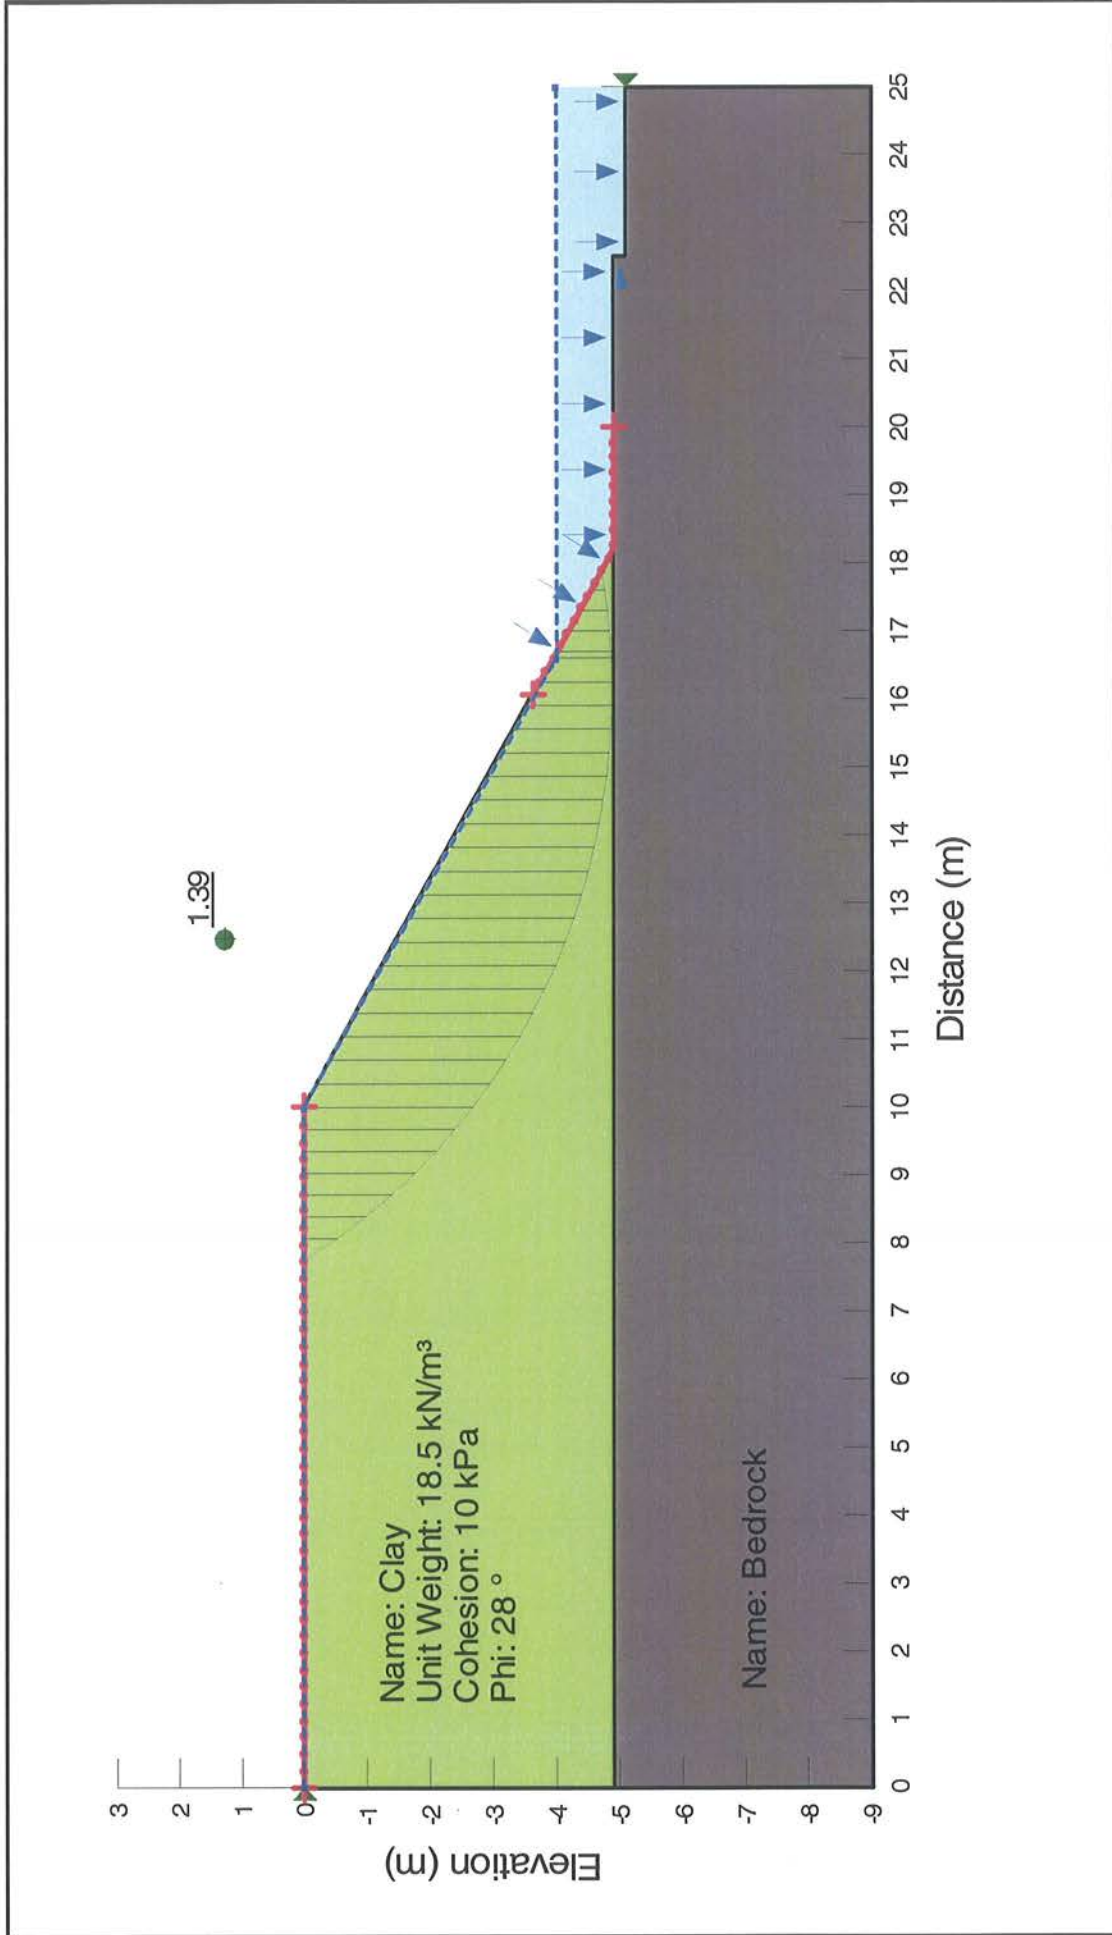 1.39
3
2
1
0
-1
-2
-3
-4
-5
-6
-7
-8
-9
Elevation (m)
Name: Clay
Unit Weight: 18.5 kN/m³
Cohesion: 10 kPa
Phi: 28 °
Name: Bedrock
0 1 2 3 4 5 6 7 8 9 10 11 12 13 14 15 16 17 18 19 20 21 22 23 24 25
Distance (m)